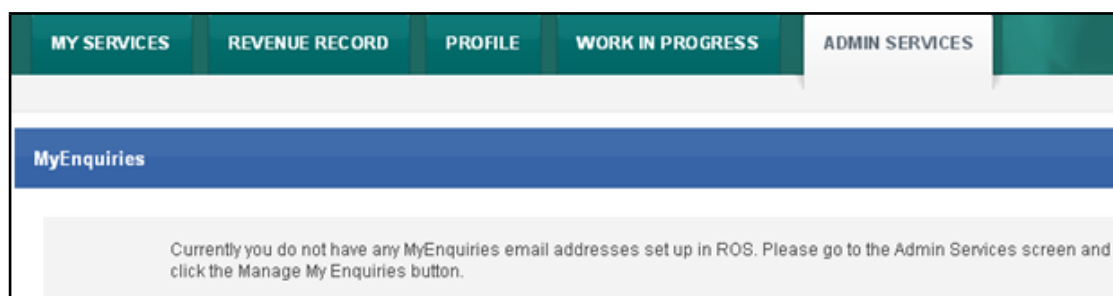 MY SERVICES REVENUE RECORD PROFILE WORK IN PROGRESS ADMIN SERVICES
MyEnquiries
Currently you do not have any MyEnquiries email addresses set up in ROS. Please go to the Admin Services screen and
click the Manage My Enquiries button.